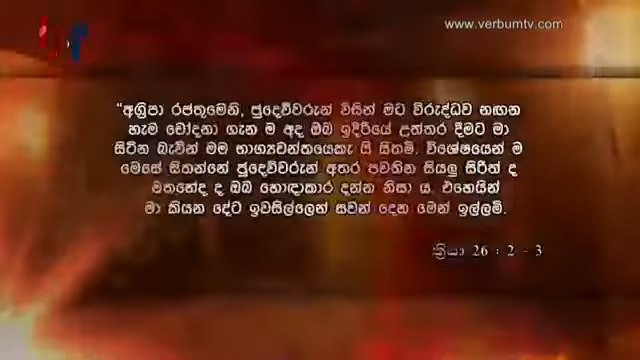 www.verbumtv.com
“අග්‍රිපා රජතුමෙනි, ජුදෙව්වරුන් විසින් මට විරුද්ධව නඟන
හැම චෝදනා ගැන ම අද ඔබ ඉදිරියේ උත්තර දීමට මා
සිටින බැවින් මම භාග්‍යවන්තයෙකැ යි සිතමි. විශේෂයෙන් ම
මෙසේ සිතන්නේ ජුදෙව්වරුන් අතර පවතින සියලු සිරිත් ද
මතභේද ද ඔබ හොඳාකාර දන්න නිසා ය. එහෙයින්
මා කියන දේට ඉවසිල්ලෙන් සවන් දෙන මෙන් ඉල්ලමි.
ක්‍රියා 26 : 2 - 3